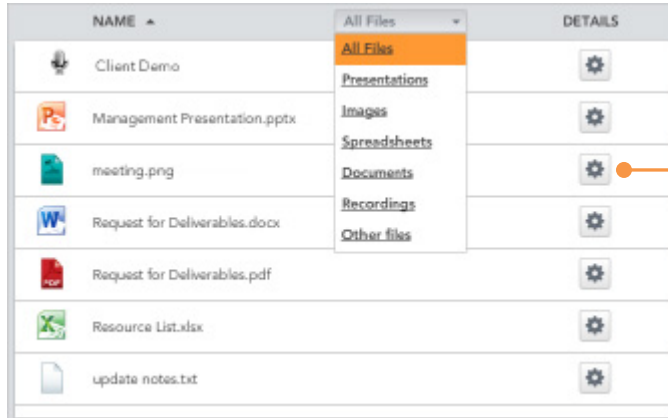 NAME All Files DETAILS
Client Demo
Management Presentation.pptx
meeting.png
Request for Deliverables.docx
Request for Deliverables.pdf
Resource List.xlsx
update notes.txt
All Files
Presentations
Images
Spreadsheets
Documents
Recordings
Other files
W
PDF
X